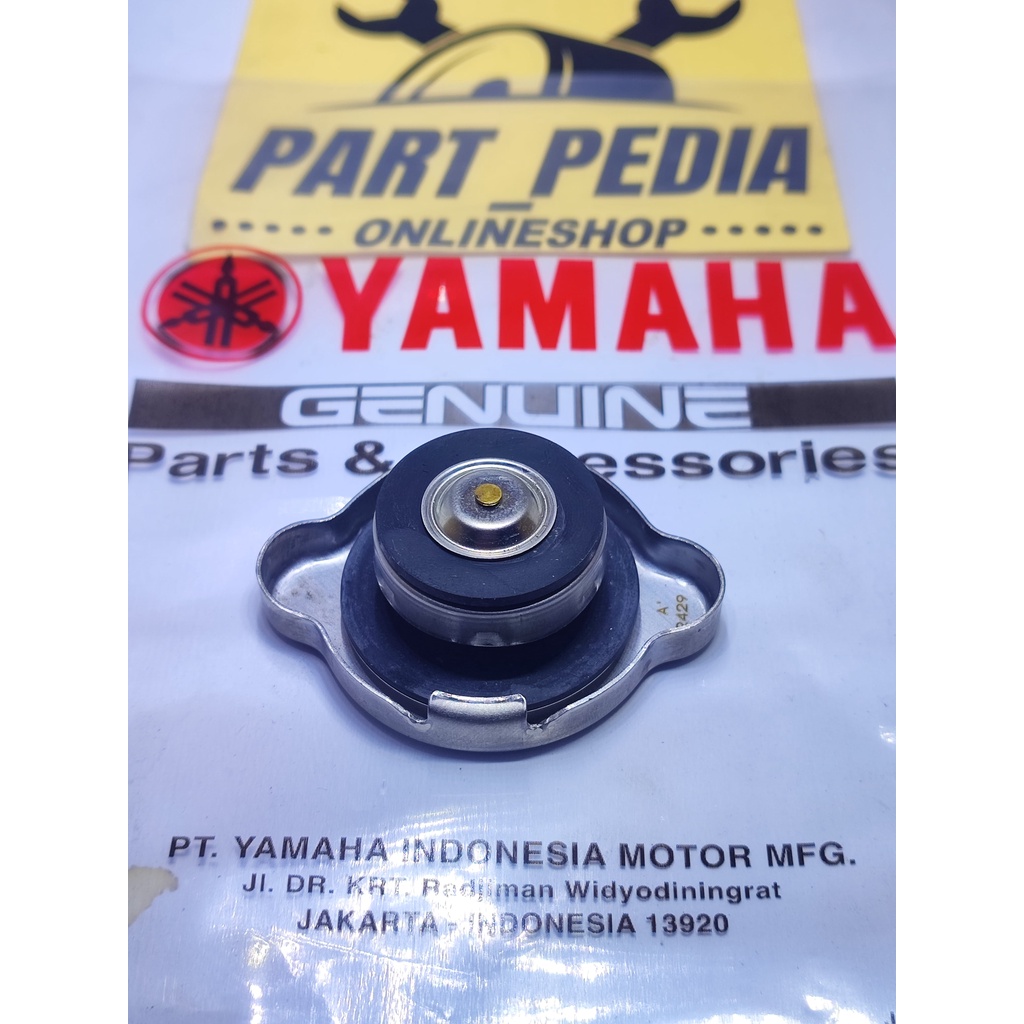 PART_PEDIA
ONLINESHOP
YAMAHA
GENUINE
Parts & essories
A'
2429
PT. YAMAHA INDONESIA MOTOR MFG.
Jl. DR. KRT. Radjiman Widyodiningrat
JAKARTA - INDONESIA 13920